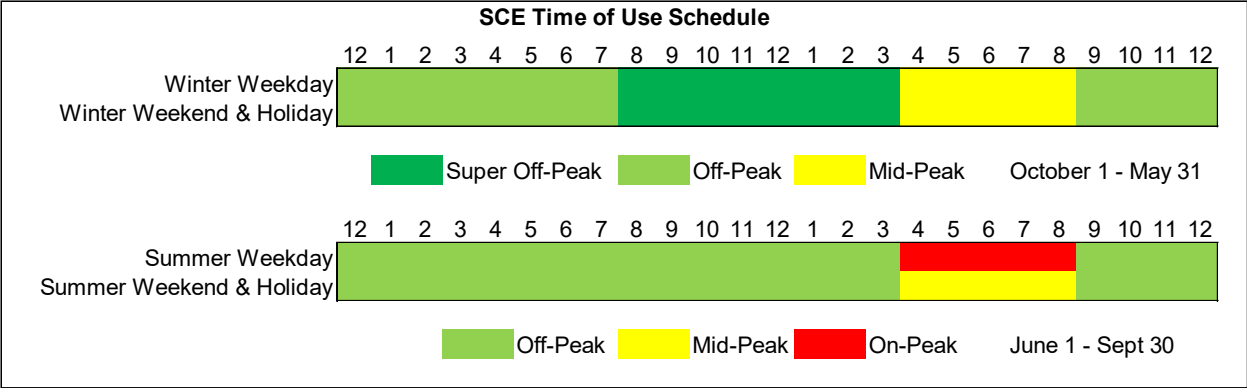 SCE Time of Use Schedule
12 1 2 3 4 5 6 7 8 9 10 11 12 1 2 3 4 5 6 7 8 9 10 11 12
Winter Weekday
Winter Weekend & Holiday
Super Off-Peak Off-Peak Mid-Peak October 1 - May 31
12 1 2 3 4 5 6 7 8 9 10 11 12 1 2 3 4 5 6 7 8 9 10 11 12
Summer Weekday
Summer Weekend & Holiday
Off-Peak Mid-Peak On-Peak June 1 - Sept 30